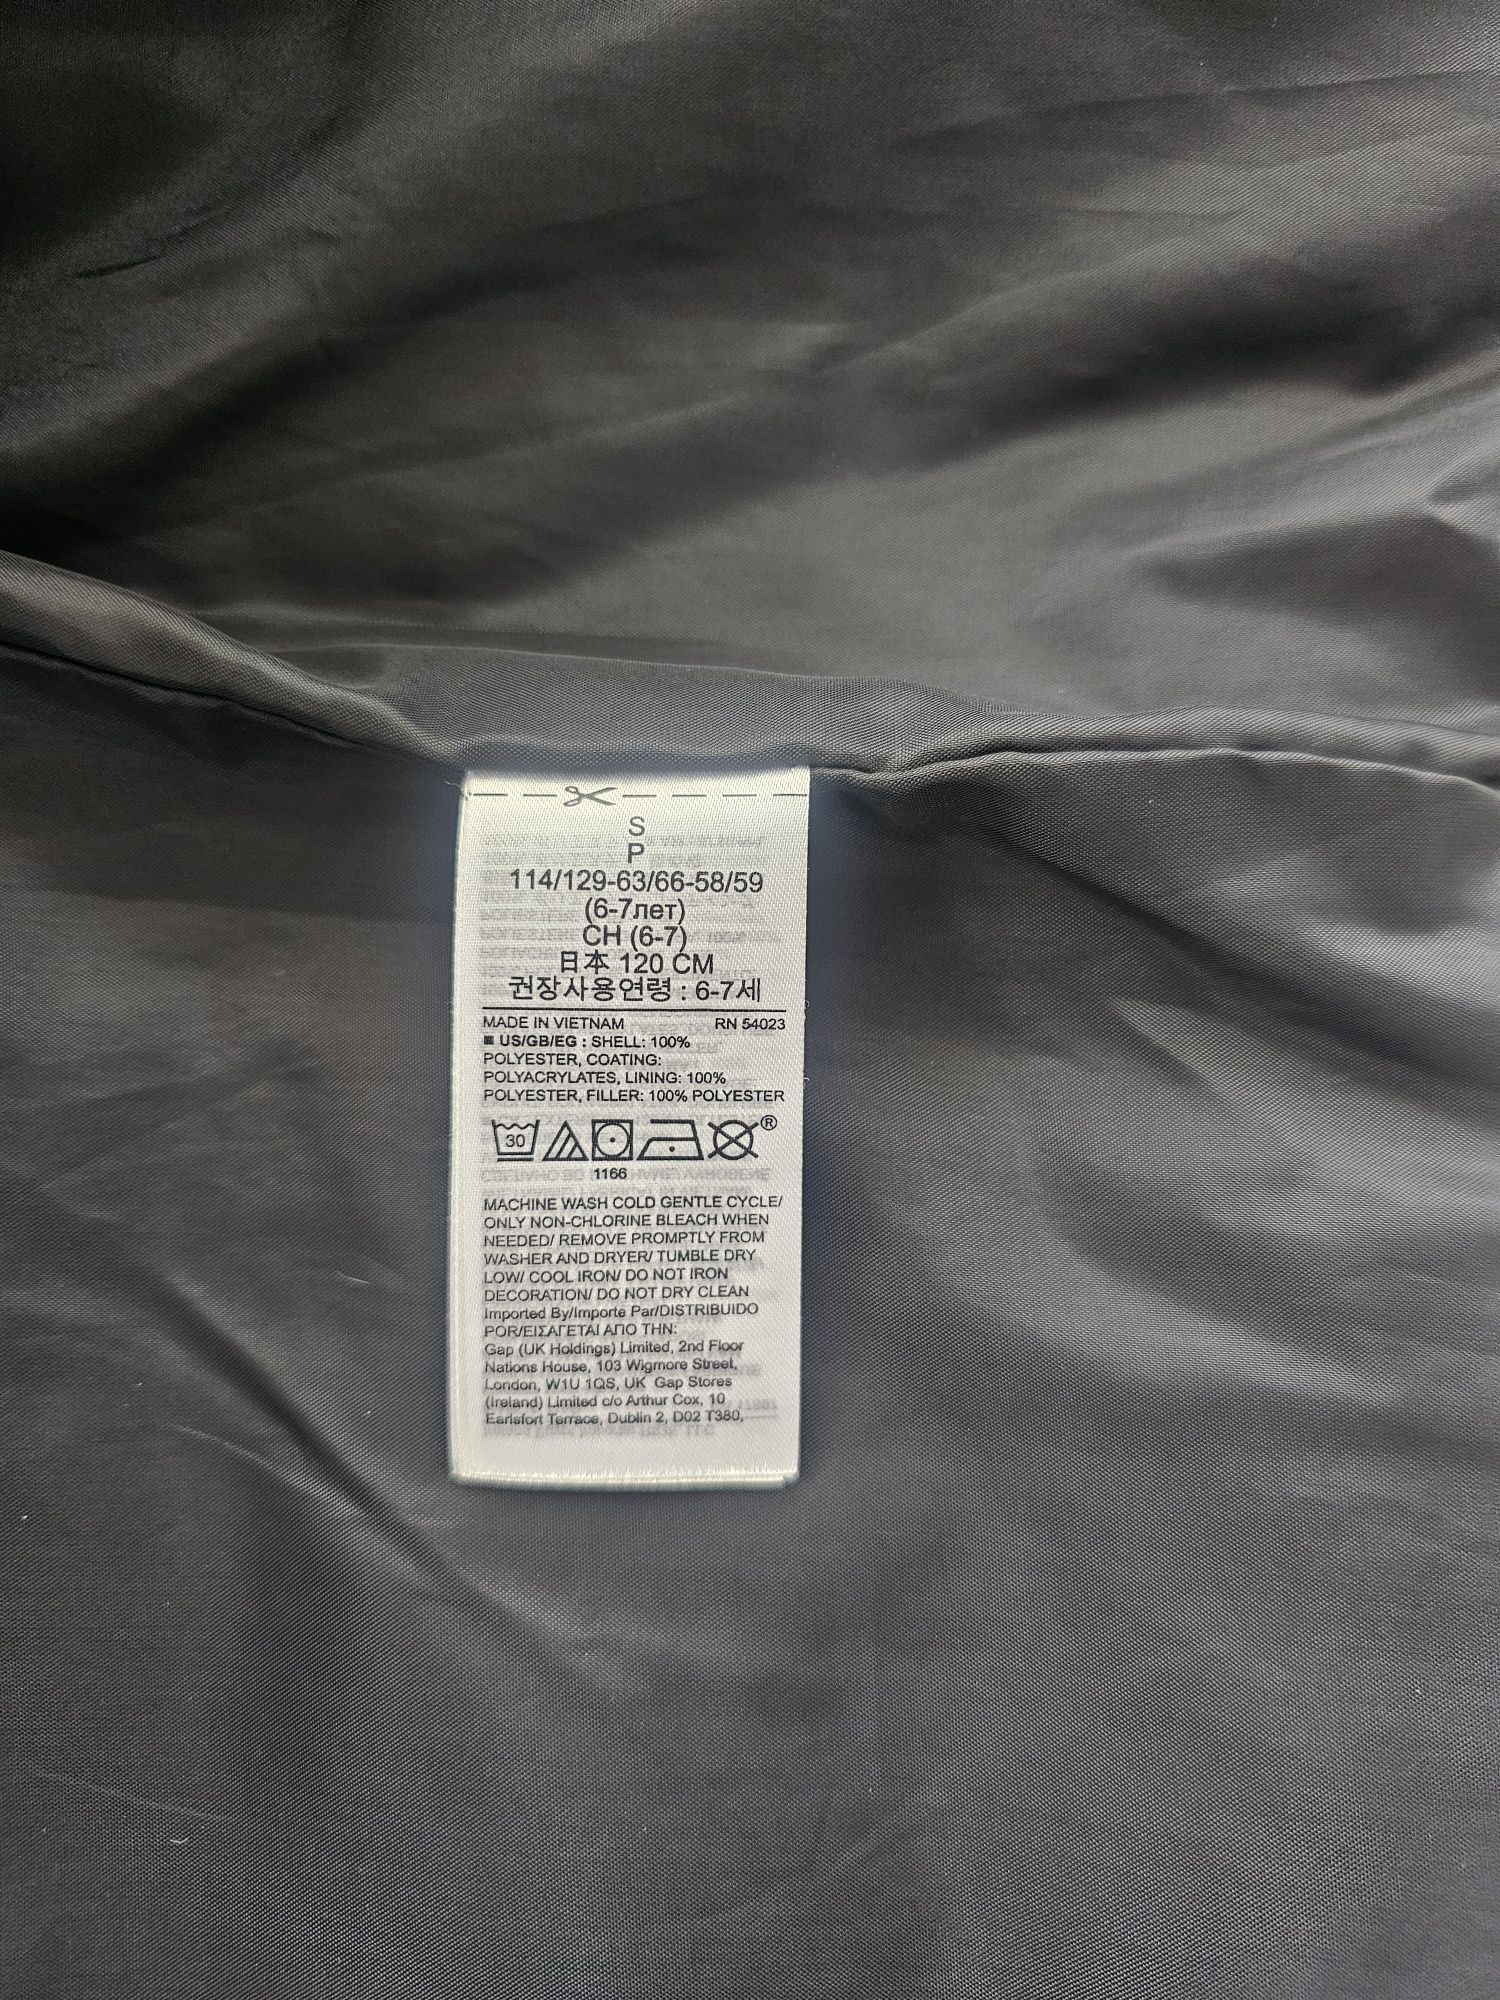 S
P
114/129-63/66-58/59
(6-7лет)
CH (6-7)
日本 120 CM
권장사용연령 : 6-7세
MADE IN VIETNAM RN 54023
US/GB/EG : SHELL: 100%
POLYESTER, COATING:
POLYACRYLATES, LINING: 100%
POLYESTER, FILLER: 100% POLYESTER
30 ®
1166
MACHINE WASH COLD GENTLE CYCLE/
ONLY NON-CHLORINE BLEACH WHEN
NEEDED/ REMOVE PROMPTLY FROM
WASHER AND DRYER/ TUMBLE DRY
LOW/ COOL IRON/ DO NOT IRON
DECORATION/ DO NOT DRY CLEAN
Imported By/Importe Par/DISTRIBUIDO
POR/ΕΙΣΑΓΕΤΑΙ ΑΠΟ ΤΗΝ:
Gap (UK Holdings) Limited, 2nd Floor
Nations House, 103 Wigmore Street,
London, W1U 1QS, UK Gap Stores
(Ireland) Limited c/o Arthur Cox, 10
Earlsfort Terrace, Dublin 2, D02 T380,